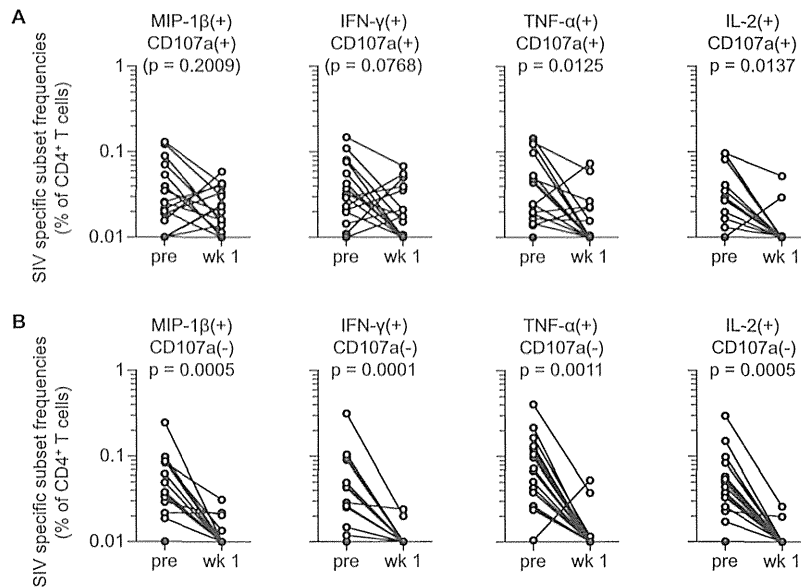 A
MIP-1β(+)
CD107a(+)
(p = 0.2009)
IFN-γ(+)
CD107a(+)
(p = 0.0768)
TNF-α(+)
CD107a(+)
p = 0.0125
IL-2(+)
CD107a(+)
p = 0.0137
SIV specific subset frequencies
(% of CD4⁺ T cells)
1
0.1
0.01
pre wk 1
pre wk 1
pre wk 1
pre wk 1
B
MIP-1β(+)
CD107a(-)
p = 0.0005
IFN-γ(+)
CD107a(-)
p = 0.0001
TNF-α(+)
CD107a(-)
p = 0.0011
IL-2(+)
CD107a(-)
p = 0.0005
SIV specific subset frequencies
(% of CD4⁺ T cells)
1
0.1
0.01
pre wk 1
pre wk 1
pre wk 1
pre wk 1